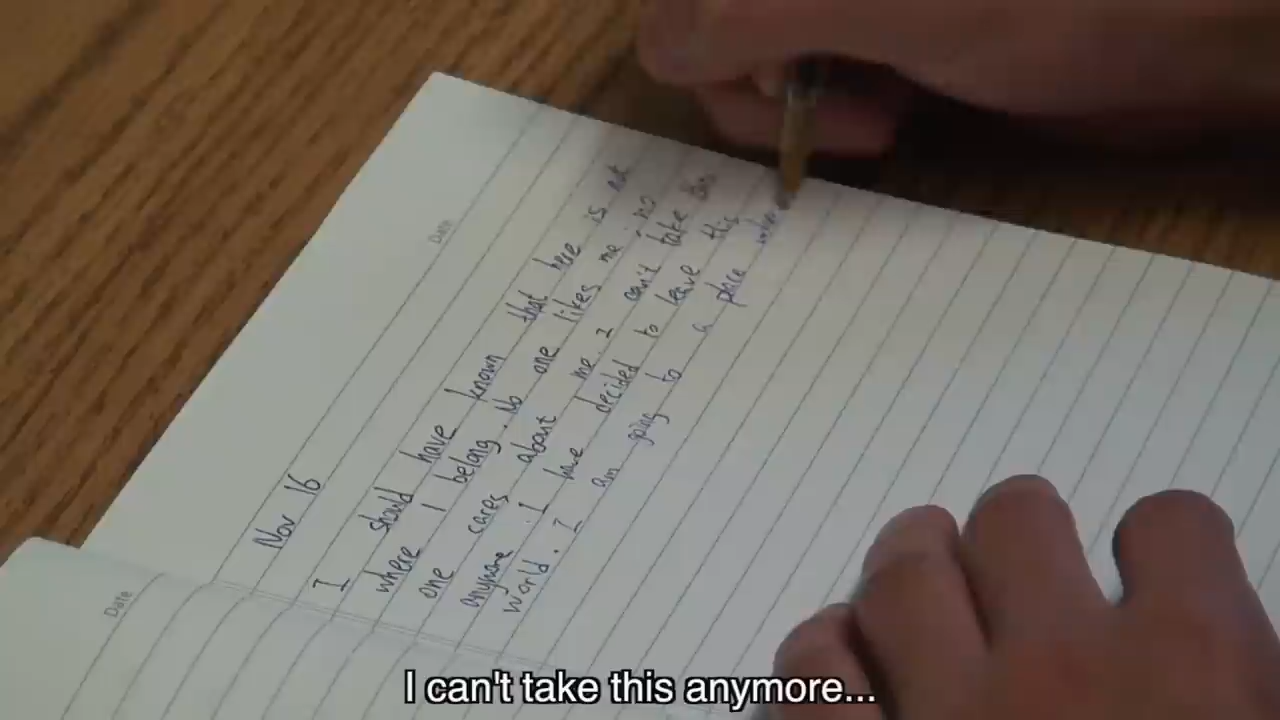 Date
Nov 16
I should have known that here is not
where I belong. No one likes me. no
one cares about me. I can't take this
anymore. I have decided to leave this
world. I am going to a place
Date
I can't take this anymore...